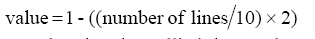 value = 1 - ((number of lines/10) × 2)